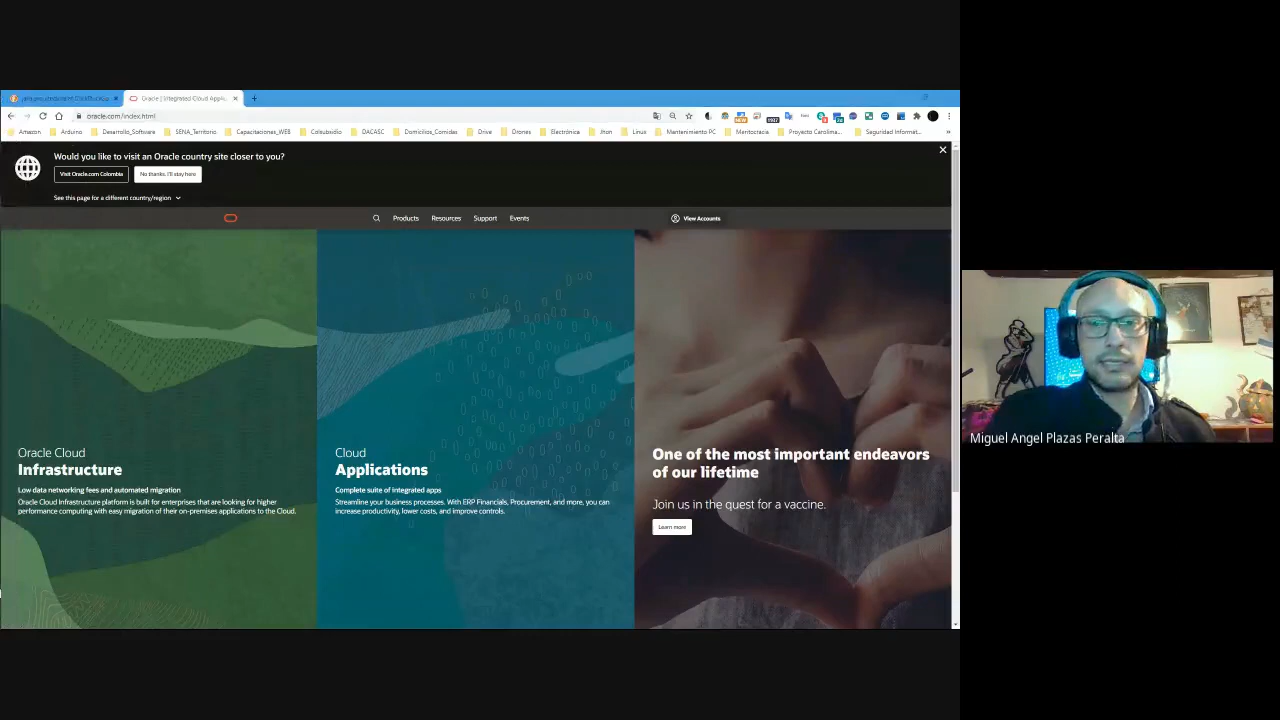 Oracle | Integrated Cloud Appli
oracle.com/index.html
Amazon
Arduino
Desarrollo_Software
SENA_Territorio
Capacitaciones_WEB
Colsubsidio
OACASC
Domicilios_Comidas
Drive
Drones
Electrónica
Jhon
Linux
Mantenimiento PC
Meritocracia
Proyecto Carolina...
Seguridad Informát...
Would you like to visit an Oracle country site closer to you?
Visit Oracle.com Colombia
No thanks, I'll stay here
See this page for a different country/region
Products
Resources
Support
Events
View Accounts
Oracle Cloud
Infrastructure
Low data networking fees and automated migration
Oracle Cloud Infrastructure platform is built for enterprises that are looking for higher
performance computing with easy migration of their on-premises applications to the Cloud.
Cloud
Applications
Complete suite of integrated apps
Streamline your business processes. With ERP Financials, Procurement, and more, you can
increase productivity, lower costs, and improve controls.
One of the most important endeavors
of our lifetime
Join us in the quest for a vaccine.
Learn more
Miguel Angel Plazas Peralta